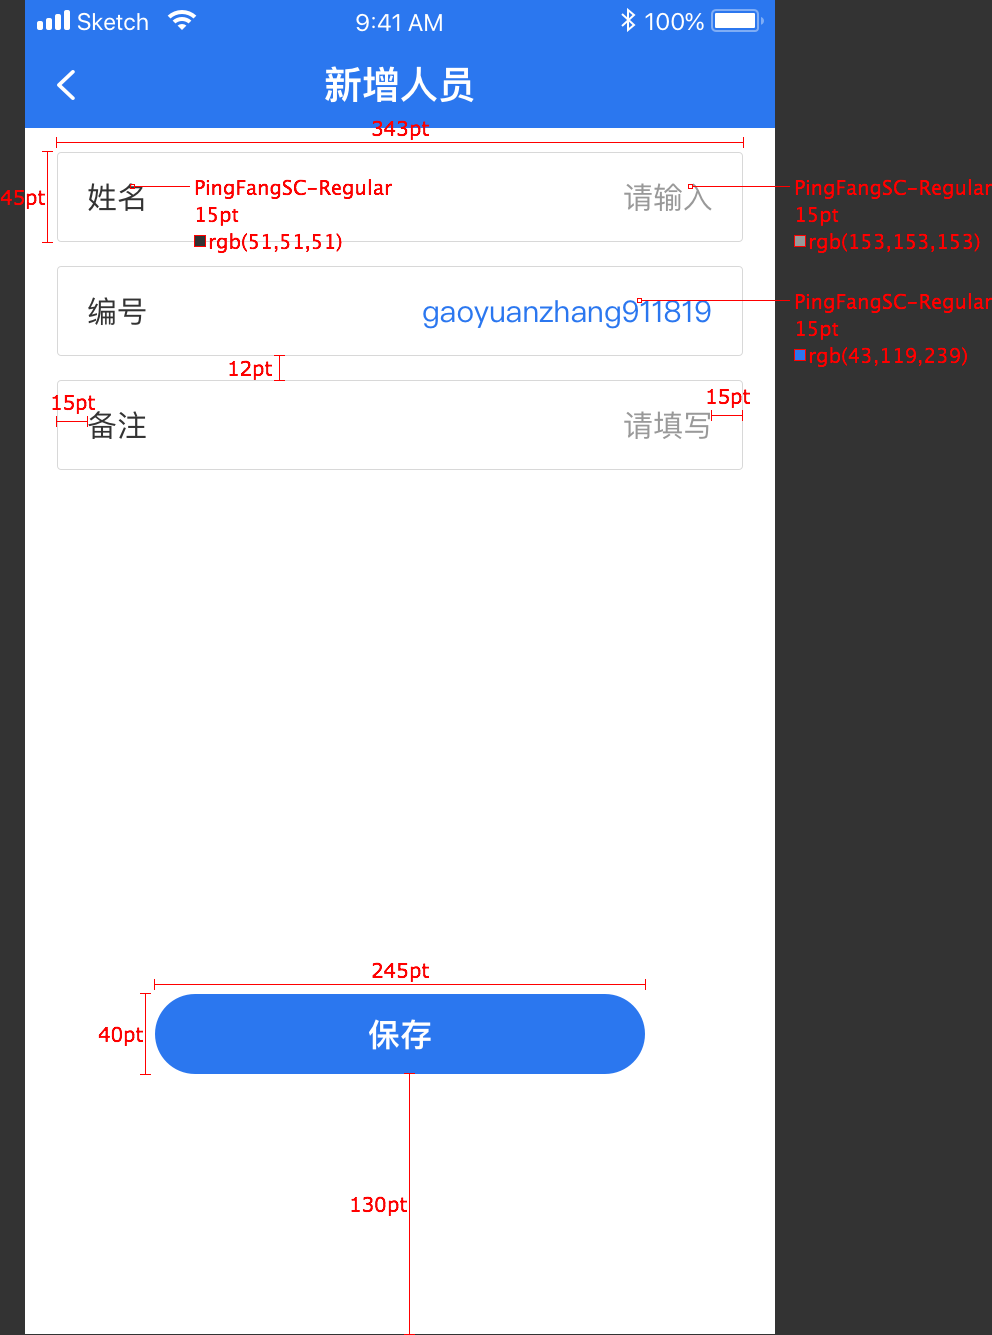 Sketch 9:41 AM 100%
新增人员
343pt
45pt
姓名
PingFangSC-Regular
15pt
rgb(51,51,51)
请输入
PingFangSC-Regular
15pt
rgb(153,153,153)
编号
gaoyuanzhang911819
PingFangSC-Regular
15pt
rgb(43,119,239)
12pt
15pt
备注
请填写
15pt
245pt
40pt
保存
130pt